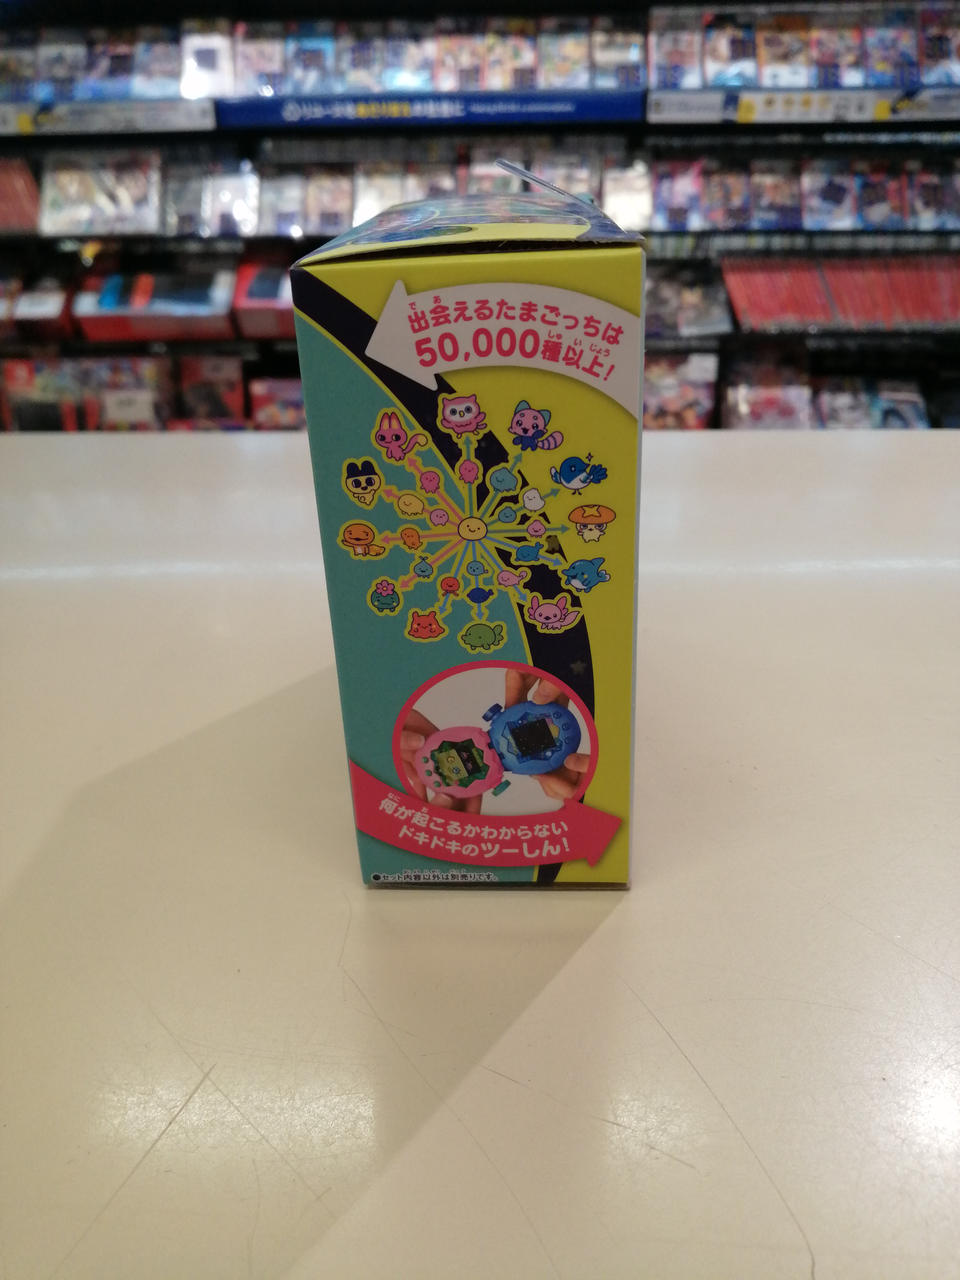 出会えるたまごっちは
50,000種以上!
何が起こるかわからない
ドキドキのツーしん!
●セット内容以外は別売りです。